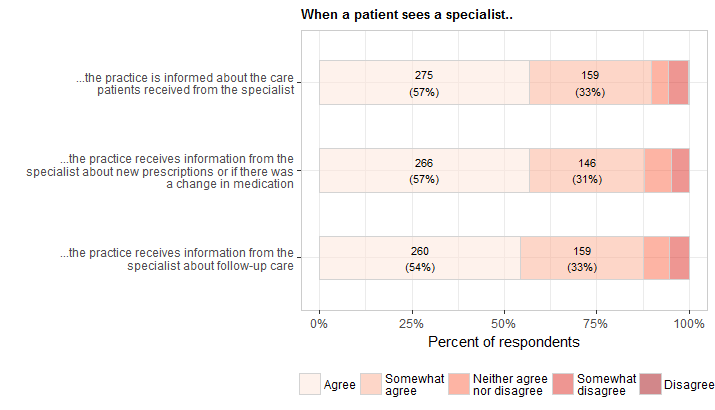 When a patient sees a specialist..
...the practice is informed about the care
patients received from the specialist
275
(57%)
159
(33%)
...the practice receives information from the
specialist about new prescriptions or if there was
a change in medication
266
(57%)
146
(31%)
...the practice receives information from the
specialist about follow-up care
260
(54%)
159
(33%)
0%
25%
50%
75%
100%
Percent of respondents
Agree
Somewhat
agree
Neither agree
nor disagree
Somewhat
disagree
Disagree